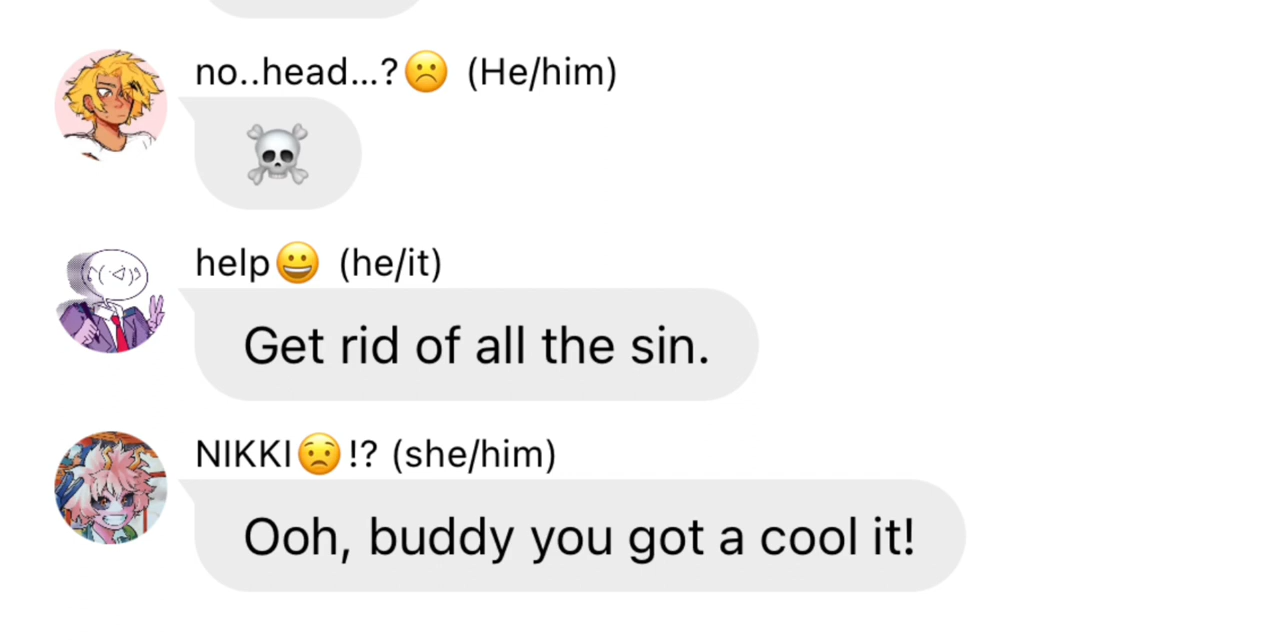 no..head...?☹️ (He/him)
☠️
help😀 (he/it)
Get rid of all the sin.
NIKKI😟!? (she/him)
Ooh, buddy you got a cool it!